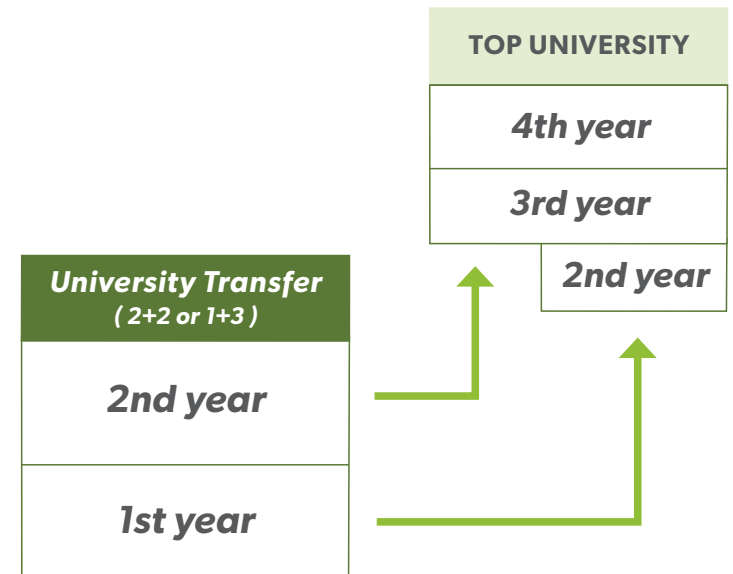 TOP UNIVERSITY
4th year
3rd year
2nd year
University Transfer
( 2+2 or 1+3 )
2nd year
1st year